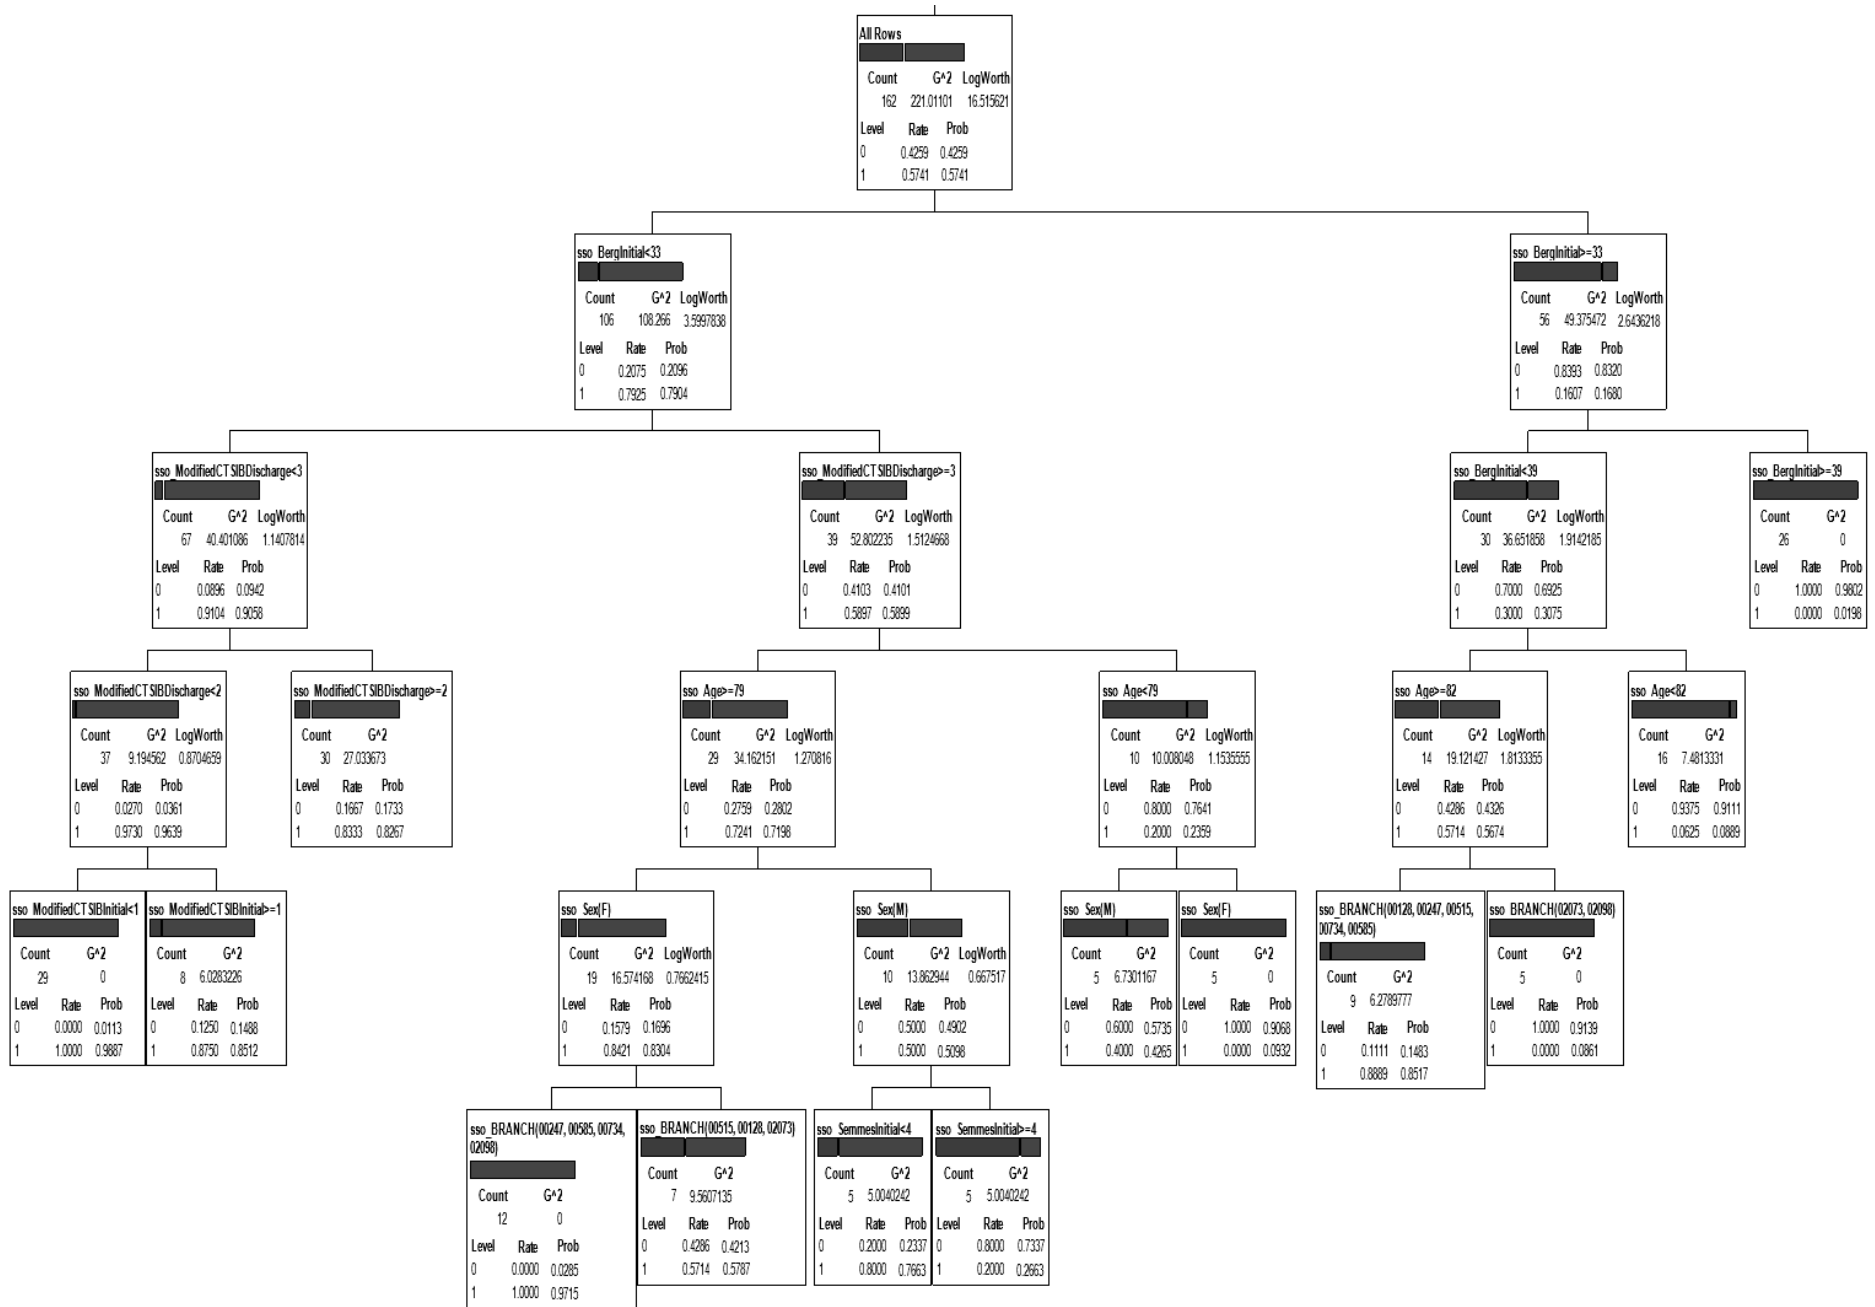 All Rows
Count G^2 LogWorth
162 221.01101 16.515621
Level Rate Prob
0 0.4259 0.4259
1 0.5741 0.5741
sso_BergInitial<33
Count G^2 LogWorth
106 108.266 3.5997838
Level Rate Prob
0 0.2075 0.2096
1 0.7925 0.7904
sso_BergInitial>=33
Count G^2 LogWorth
56 49.375472 2.6436218
Level Rate Prob
0 0.8393 0.8320
1 0.1607 0.1680
sso_ModifiedCTSIBDischarge<3
Count G^2 LogWorth
67 40.401086 1.1407814
Level Rate Prob
0 0.0896 0.0942
1 0.9104 0.9058
sso_ModifiedCTSIBDischarge>=3
Count G^2 LogWorth
39 52.802235 1.5124668
Level Rate Prob
0 0.4103 0.4101
1 0.5897 0.5899
sso_BergInitial<39
Count G^2 LogWorth
30 36.651858 1.9142185
Level Rate Prob
0 0.7000 0.6925
1 0.3000 0.3075
sso_BergInitial>=39
Count G^2
26 0
Level Rate Prob
0 1.0000 0.9802
1 0.0000 0.0198
sso_ModifiedCTSIBDischarge<2
Count G^2 LogWorth
37 9.194562 0.8704659
Level Rate Prob
0 0.0270 0.0361
1 0.9730 0.9639
sso_ModifiedCTSIBDischarge>=2
Count G^2
30 27.033673
Level Rate Prob
0 0.1667 0.1733
1 0.8333 0.8267
sso_Age>=79
Count G^2 LogWorth
29 34.162151 1.270816
Level Rate Prob
0 0.2759 0.2802
1 0.7241 0.7198
sso_Age<79
Count G^2 LogWorth
10 10.008048 1.1535555
Level Rate Prob
0 0.8000 0.7641
1 0.2000 0.2359
sso_Age>=82
Count G^2 LogWorth
14 19.121427 1.8133355
Level Rate Prob
0 0.4286 0.4326
1 0.5714 0.5674
sso_Age<82
Count G^2
16 7.4813331
Level Rate Prob
0 0.9375 0.9111
1 0.0625 0.0889
sso_ModifiedCTSIBInitial<1
Count G^2
29 0
Level Rate Prob
0 0.0000 0.0113
1 1.0000 0.9887
sso_ModifiedCTSIBInitial>=1
Count G^2
8 6.0283226
Level Rate Prob
0 0.1250 0.1488
1 0.8750 0.8512
sso_Sex(F)
Count G^2 LogWorth
19 16.574168 0.7662415
Level Rate Prob
0 0.1579 0.1696
1 0.8421 0.8304
sso_Sex(M)
Count G^2 LogWorth
10 13.862944 0.667517
Level Rate Prob
0 0.5000 0.4902
1 0.5000 0.5098
sso_Sex(M)
Count G^2
5 6.7301167
Level Rate Prob
0 0.6000 0.5735
1 0.4000 0.4265
sso_Sex(F)
Count G^2
5 0
Level Rate Prob
0 1.0000 0.9068
1 0.0000 0.0932
sso_BRANCH(00128, 00247, 00515,
00734, 00585)
Count G^2
9 6.2789777
Level Rate Prob
0 0.1111 0.1483
1 0.8889 0.8517
sso_BRANCH(02073, 02098)
Count G^2
5 0
Level Rate Prob
0 1.0000 0.9139
1 0.0000 0.0861
sso_BRANCH(00247, 00585, 00734,
02098)
Count G^2
12 0
Level Rate Prob
0 0.0000 0.0285
1 1.0000 0.9715
sso_BRANCH(00515, 00128, 02073)
Count G^2
7 9.5607135
Level Rate Prob
0 0.4286 0.4213
1 0.5714 0.5787
sso_SemmesInitial<4
Count G^2
5 5.0040242
Level Rate Prob
0 0.2000 0.2337
1 0.8000 0.7663
sso_SemmesInitial>=4
Count G^2
5 5.0040242
Level Rate Prob
0 0.8000 0.7337
1 0.2000 0.2663